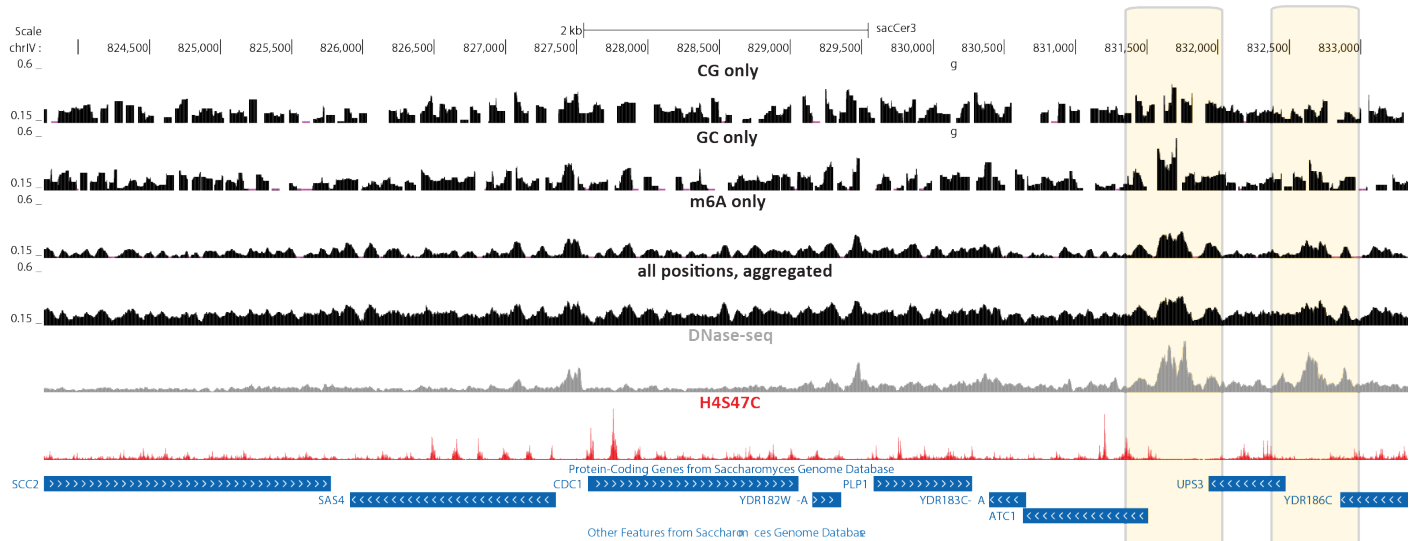 Scale 2 kb sacCer3
chrIV : 824,500 825,000 825,500 826,000 826,500 827,000 827,500 828,000 828,500 829,000 829,500 830,000 830,500 831,000 831,500 832,000 832,500 833,000
0.6 _ g
CG only
0.15 _
0.6 _ g
GC only
0.15 _
0.6 _ m6A only
0.15 _
0.6 _ all positions, aggregated
0.15 _
DNase-seq
H4S47C
Protein-Coding Genes from Saccharomyces Genome Database
SCC2 CDC1 PLP1 UPS3
SAS4 YDR182W -A YDR183C- A YDR186C
ATC1
Other Features from Saccharom ces Genome Database